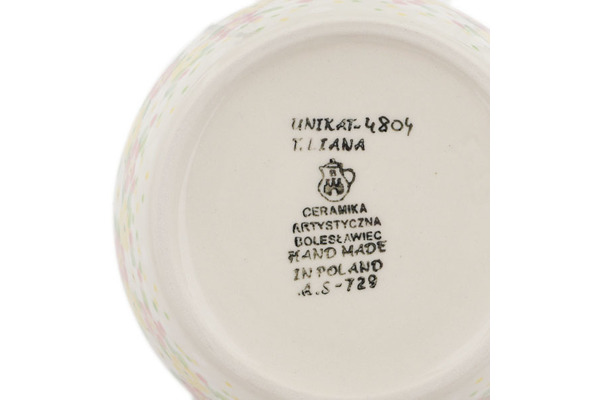 UNIKAT-4804
T.LIANA
CERAMIKA
ARTYSTYCZNA
BOLESŁAWIEC
HAND MADE
IN POLAND
A.S-729